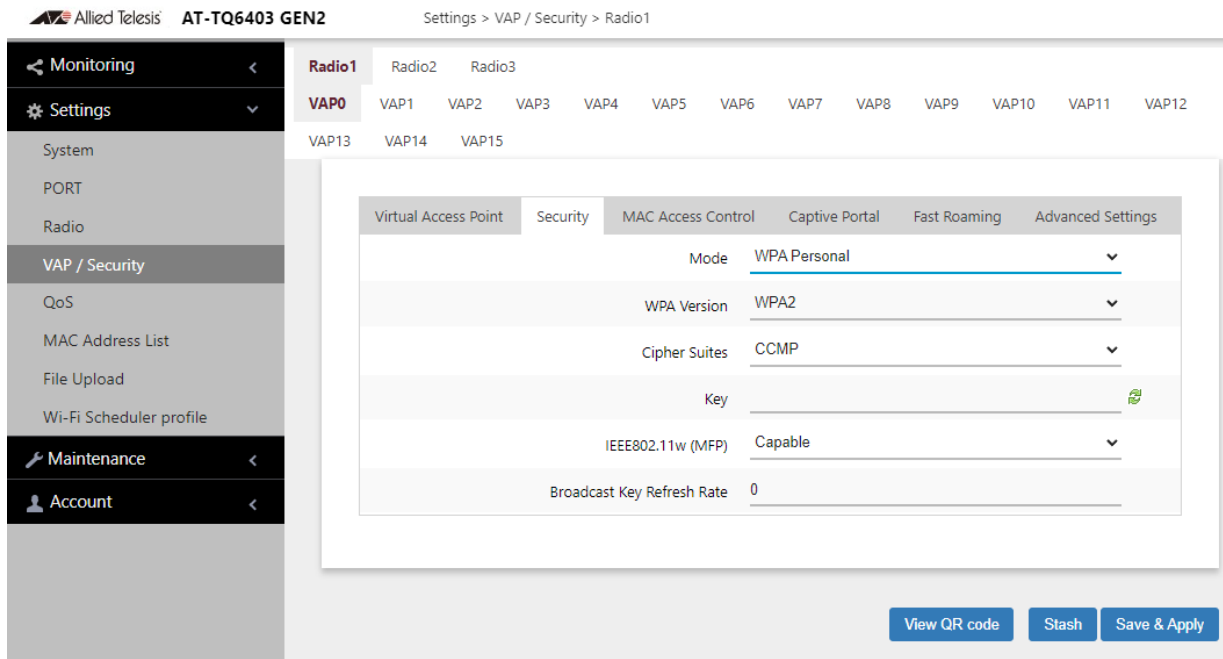 Allied Telesis AT-TQ6403 GEN2 Settings > VAP / Security > Radio1
Monitoring
Settings
System
PORT
Radio
VAP / Security
QoS
MAC Address List
File Upload
Wi-Fi Scheduler profile
Maintenance
Account
Radio1 Radio2 Radio3
VAP0 VAP1 VAP2 VAP3 VAP4 VAP5 VAP6 VAP7 VAP8 VAP9 VAP10 VAP11 VAP12
VAP13 VAP14 VAP15
Virtual Access Point Security MAC Access Control Captive Portal Fast Roaming Advanced Settings
Mode WPA Personal
WPA Version WPA2
Cipher Suites CCMP
Key
IEEE802.11w (MFP) Capable
Broadcast Key Refresh Rate 0
View QR code Stash Save & Apply